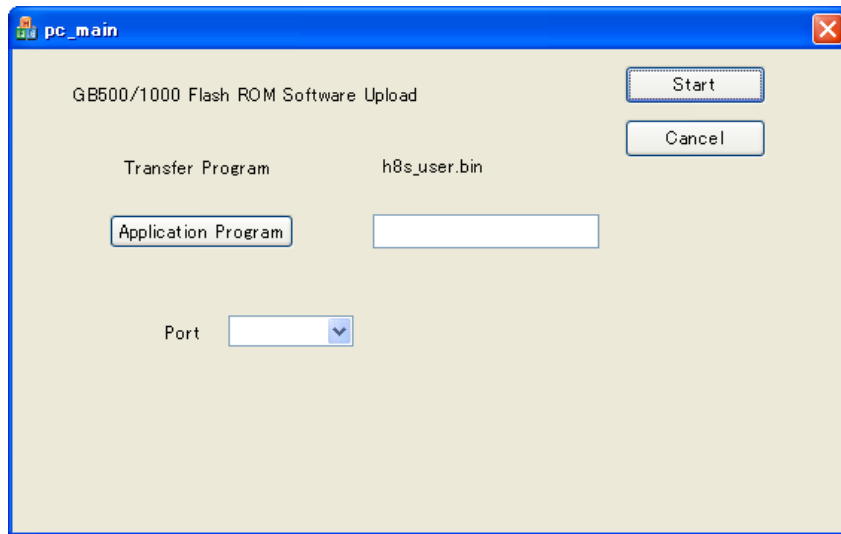 pc_main
GB500/1000 Flash ROM Software Upload
Start
Cancel
Transfer Program
h8s_user.bin
Application Program
Port